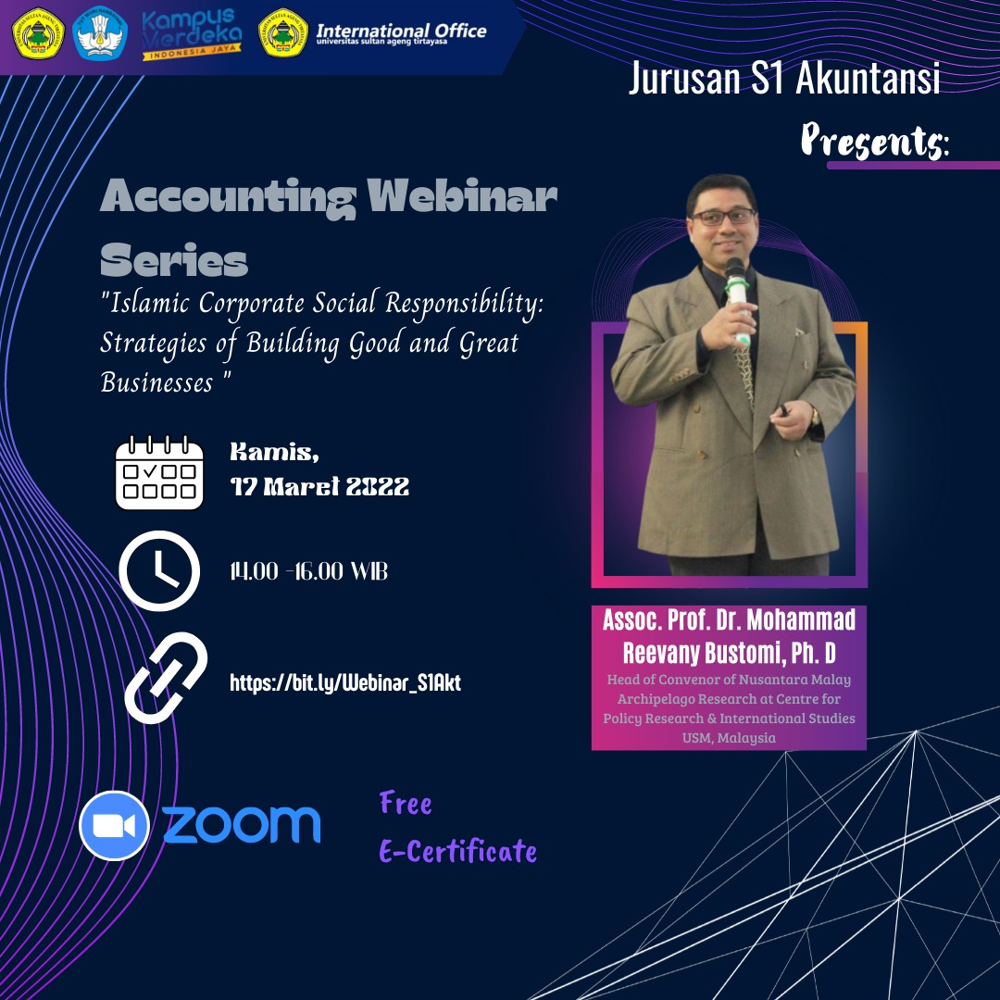 Kampus
Merdeka
INDONESIA JAYA
International Office
universitas sultan ageng tirtayasa
Jurusan S1 Akuntansi
Presents:
Accounting Webinar
Series
"Islamic Corporate Social Responsibility:
Strategies of Building Good and Great
Businesses "
Kamis,
17 Maret 2022
14.00 -16.00 WIB
https://bit.ly/Webinar_S1Akt
Assoc. Prof. Dr. Mohammad
Reevany Bustomi, Ph. D
Head of Convenor of Nusantara Malay
Archipelago Research at Centre for
Policy Research & International Studies
USM, Malaysia
zoom
Free
E-Certificate